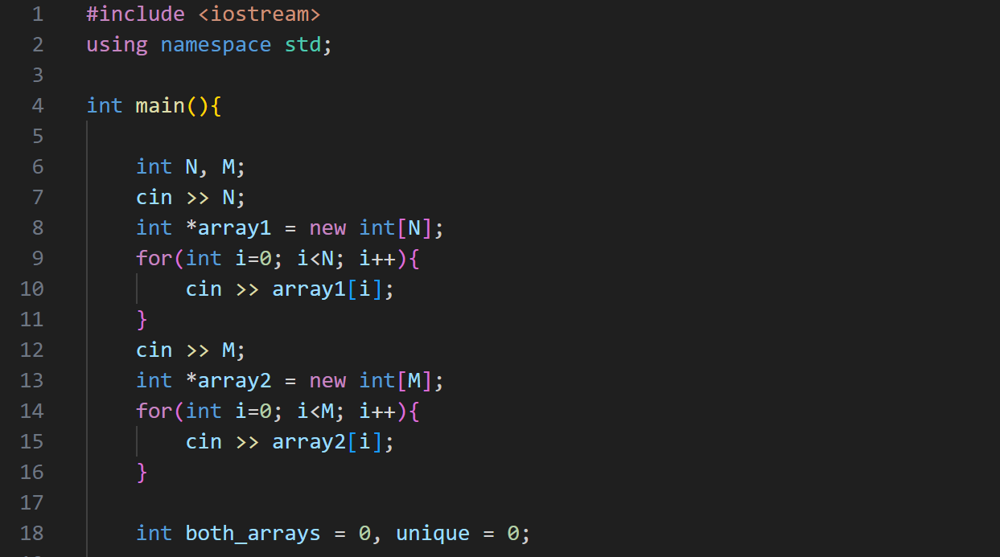 1 #include <iostream>
2 using namespace std;
3
4 int main(){
5
6     int N, M;
7     cin >> N;
8     int *array1 = new int[N];
9     for(int i=0; i<N; i++){
10         cin >> array1[i];
11     }
12     cin >> M;
13     int *array2 = new int[M];
14     for(int i=0; i<M; i++){
15         cin >> array2[i];
16     }
17
18     int both_arrays = 0, unique = 0;